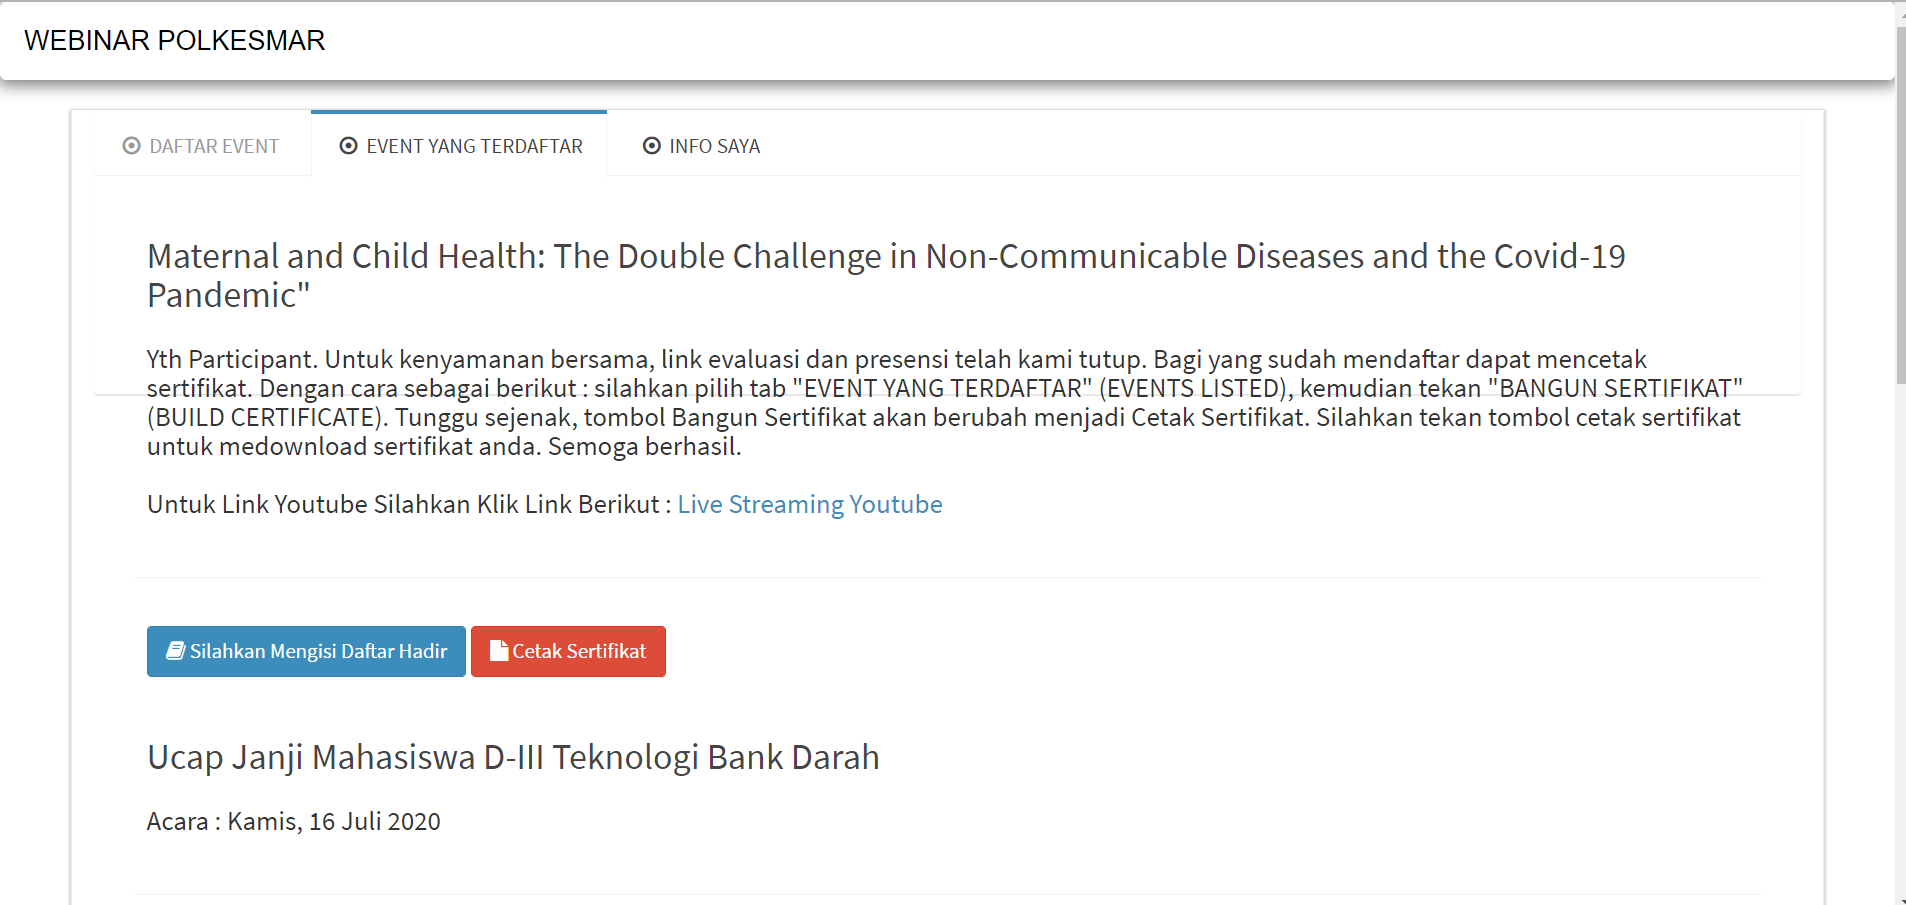 WEBINAR POLKESMAR
DAFTAR EVENT
EVENT YANG TERDAFTAR
INFO SAYA
Maternal and Child Health: The Double Challenge in Non-Communicable Diseases and the Covid-19
Pandemic"
Yth Participant. Untuk kenyamanan bersama, link evaluasi dan presensi telah kami tutup. Bagi yang sudah mendaftar dapat mencetak
sertifikat. Dengan cara sebagai berikut : silahkan pilih tab "EVENT YANG TERDAFTAR" (EVENTS LISTED), kemudian tekan "BANGUN SERTIFIKAT"
(BUILD CERTIFICATE). Tunggu sejenak, tombol Bangun Sertifikat akan berubah menjadi Cetak Sertifikat. Silahkan tekan tombol cetak sertifikat
untuk medownload sertifikat anda. Semoga berhasil.
Untuk Link Youtube Silahkan Klik Link Berikut : Live Streaming Youtube
Silahkan Mengisi Daftar Hadir
Cetak Sertifikat
Ucap Janji Mahasiswa D-III Teknologi Bank Darah
Acara : Kamis, 16 Juli 2020